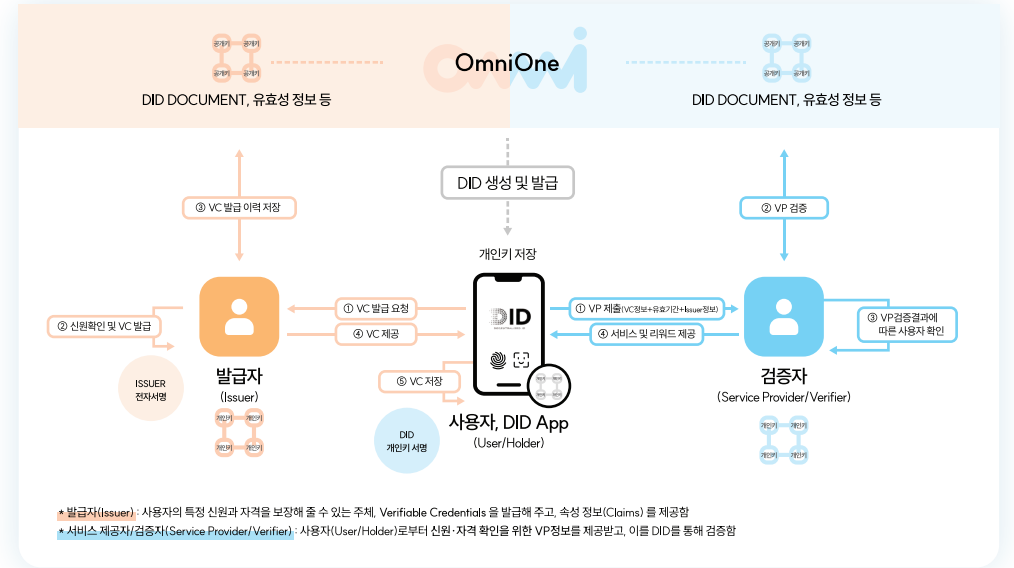 공개키 공개키
공개키 공개키
DID DOCUMENT, 유효성 정보 등
omni
OmniOne
공개키 공개키
공개키 공개키
DID DOCUMENT, 유효성 정보 등
③ VC 발급 이력 저장
DID 생성 및 발급
② VP 검증
개인키 저장
① VC 발급 요청
④ VC 제공
② 신원확인 및 VC 발급
ISSUER
전자서명
발급자
(Issuer)
개인키 개인키
개인키 개인키
DID
⑤ VC 저장
DID
개인키 서명
사용자, DID App
(User/Holder)
① VP 제출(VC정보+유효기간+Issuer정보)
④ 서비스 및 리워드 제공
③ VP검증결과에
따른 사용자 확인
검증자
(Service Provider/Verifier)
개인키 개인키
개인키 개인키
* 발급자(Issuer) : 사용자의 특정 신원과 자격을 보장해 줄 수 있는 주체, Verifiable Credentials 을 발급해 주고, 속성 정보(Claims) 를 제공함
* 서비스 제공자/검증자(Service Provider/Verifier) : 사용자(User/Holder)로부터 신원·자격 확인을 위한 VP정보를 제공받고, 이를 DID를 통해 검증함